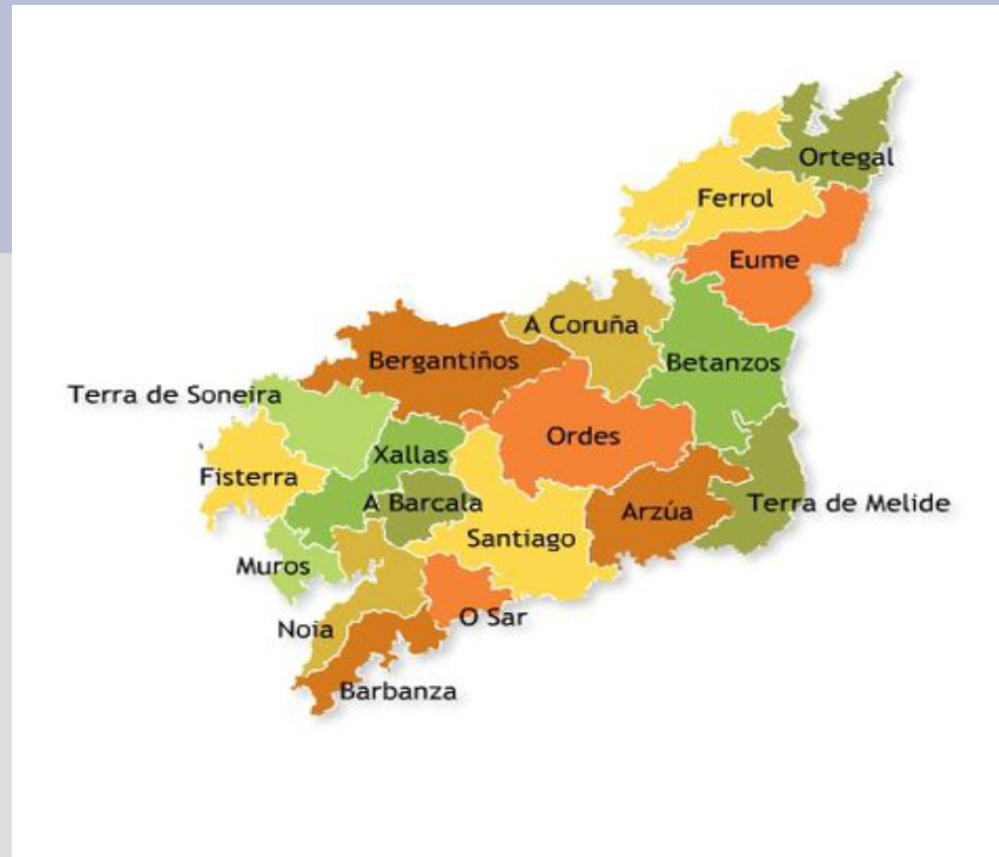 Ortegal
Ferrol
Eume
A Coruña
Bergantiños
Betanzos
Terra de Soneira
Ordes
Xallas
Fisterra
A Barcala
Terra de Melide
Arzúa
Santiago
Muros
O Sar
Noia
Barbanza